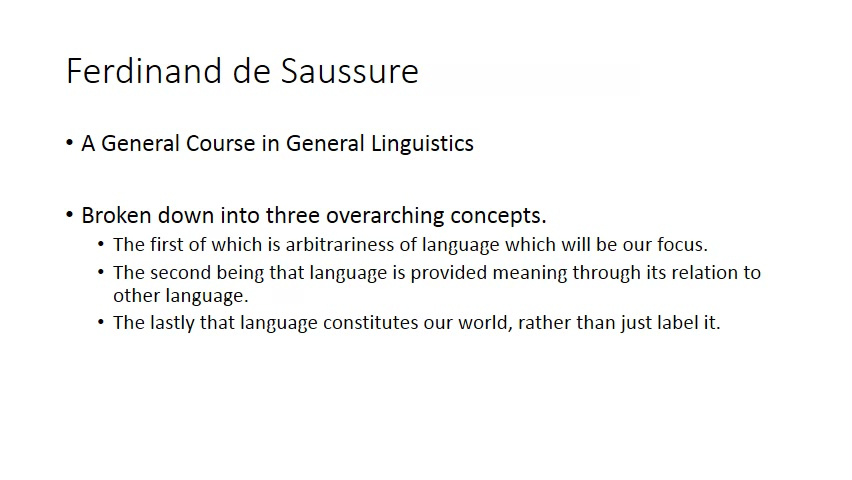 Ferdinand de Saussure
• A General Course in General Linguistics
• Broken down into three overarching concepts.
• The first of which is arbitrariness of language which will be our focus.
• The second being that language is provided meaning through its relation to
other language.
• The lastly that language constitutes our world, rather than just label it.